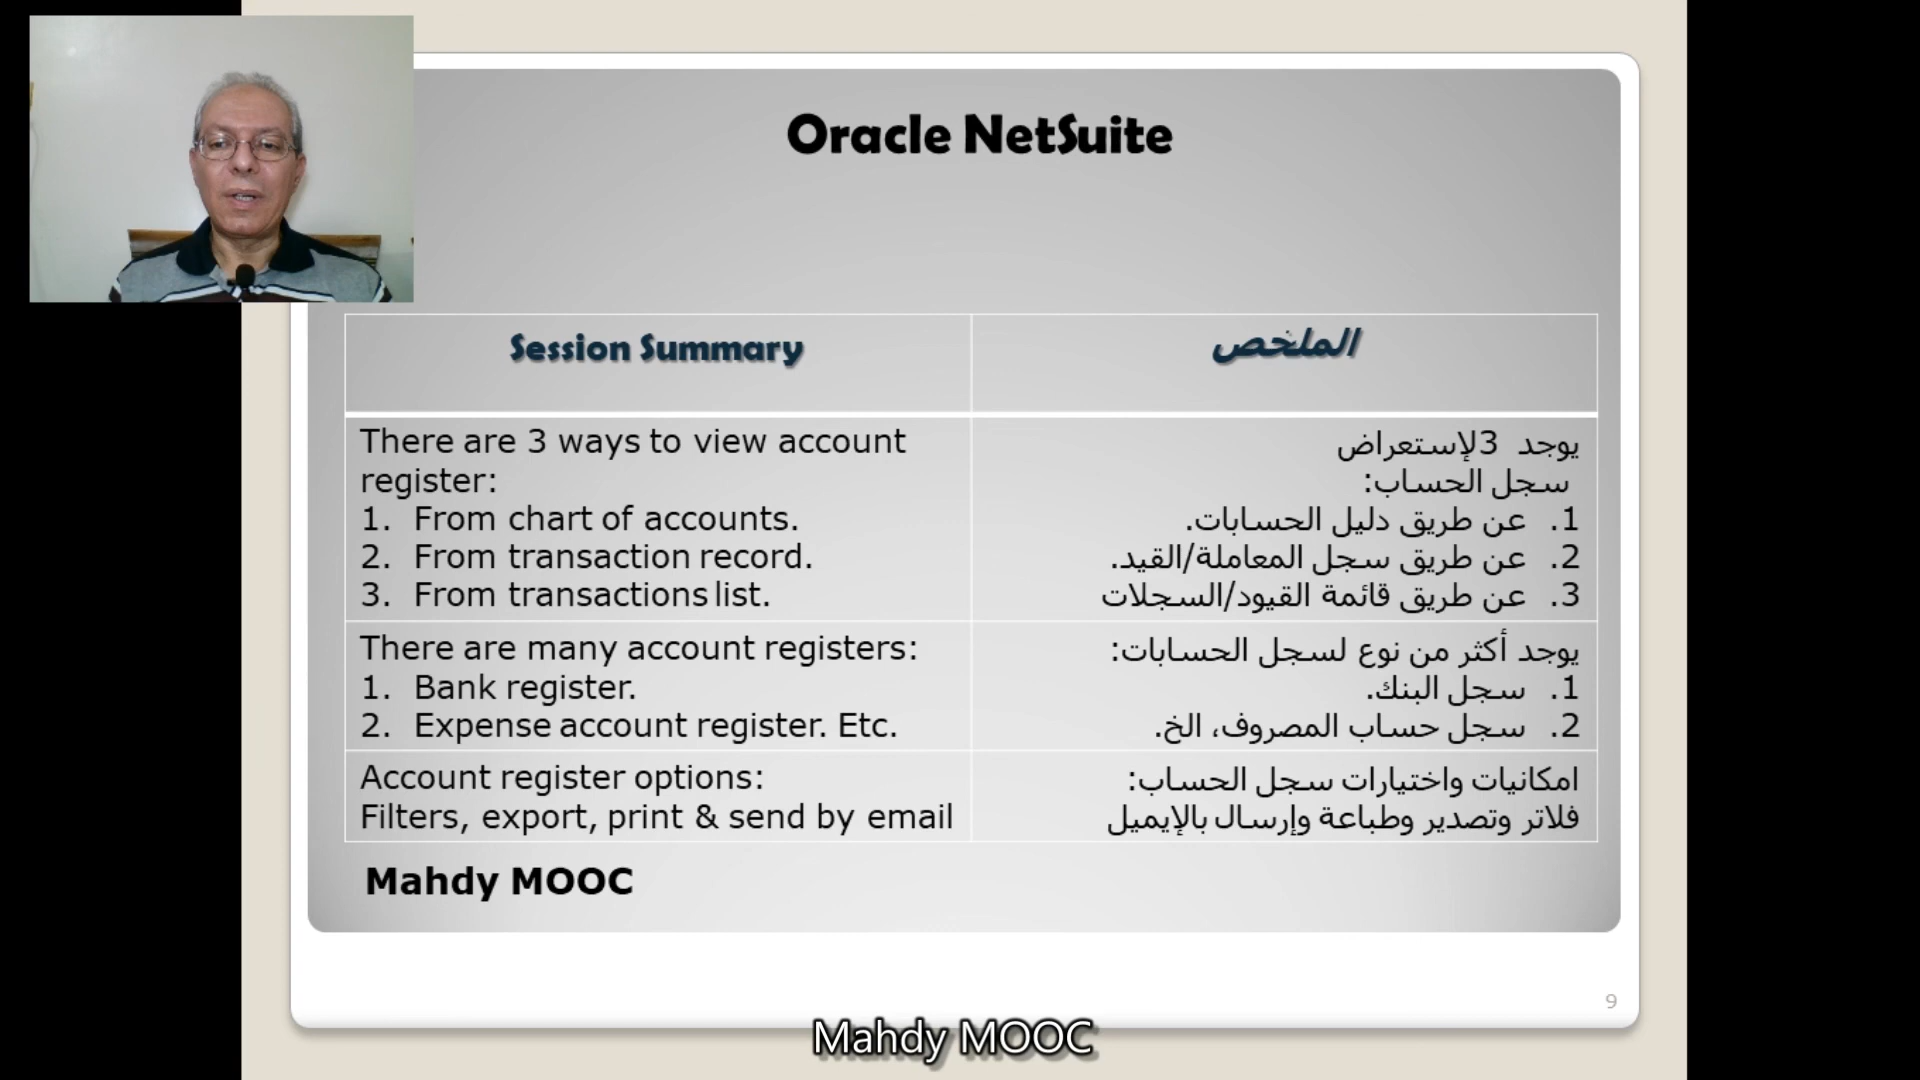 Oracle NetSuite
Session Summary
الملخص
There are 3 ways to view account
register:
1. From chart of accounts.
2. From transaction record.
3. From transactions list.
يوجد 3لإستعراض
سجل الحساب:
1. عن طريق دليل الحسابات.
2. عن طريق سجل المعاملة/القيد.
3. عن طريق قائمة القيود/السجلات
There are many account registers:
1. Bank register.
2. Expense account register. Etc.
يوجد أكثر من نوع لسجل الحسابات:
1. سجل البنك.
2. سجل حساب المصروف، الخ.
Account register options:
Filters, export, print & send by email
امكانيات واختيارات سجل الحساب:
فلاتر وتصدير وطباعة وإرسال بالإيميل
Mahdy MOOC
9
Mahdy MOOC